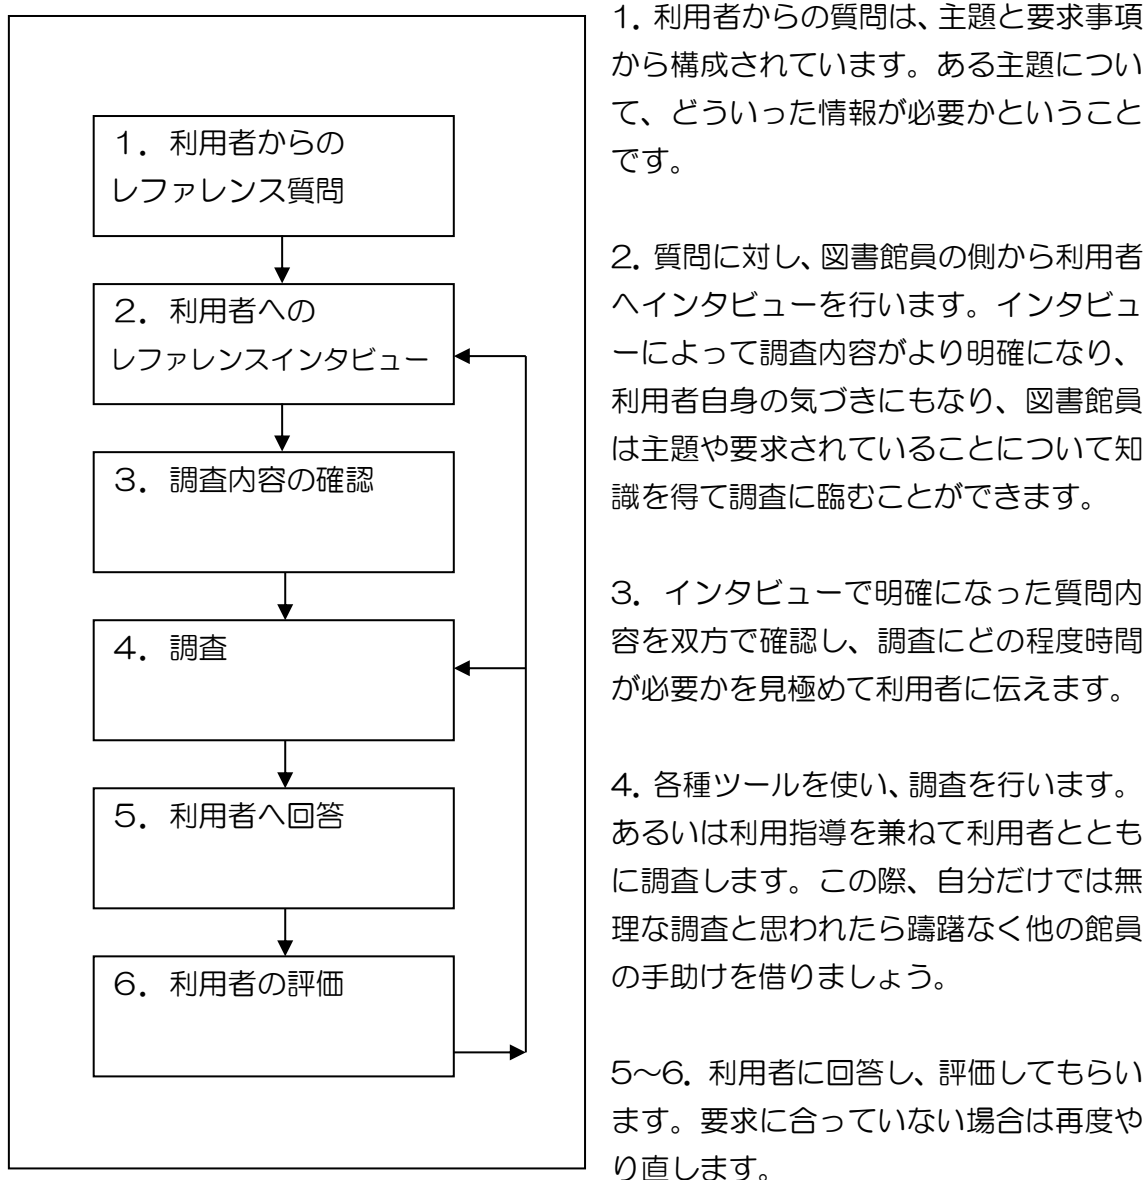 1．利用者からの
レファレンス質問
2．利用者への
レファレンスインタビュー
3．調査内容の確認
4．調査
5．利用者へ回答
6．利用者の評価
1．利用者からの質問は、主題と要求事項
から構成されています。ある主題につい
て、どういった情報が必要かということ
です。
2．質問に対し、図書館員の側から利用者
へインタビューを行います。インタビュ
ーによって調査内容がより明確になり、
利用者自身の気づきにもなり、図書館員
は主題や要求されていることについて知
識を得て調査に臨むことができます。
3．インタビューで明確になった質問内
容を双方で確認し、調査にどの程度時間
が必要かを見極めて利用者に伝えます。
4．各種ツールを使い、調査を行います。
あるいは利用指導を兼ねて利用者ととも
に調査します。この際、自分だけでは無
理な調査と思われたら躊躇なく他の館員
の手助けを借りましょう。
5～6．利用者に回答し、評価してもらい
ます。要求に合っていない場合は再度や
り直します。